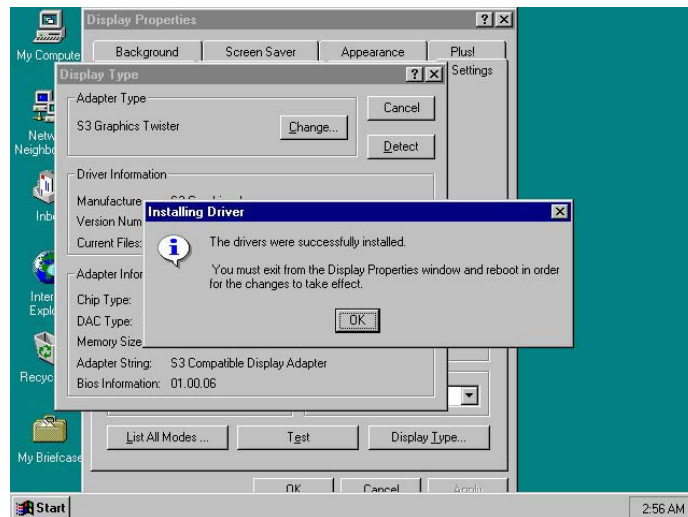 Display Properties
My Compute
Background
Screen Saver
Appearance
Plus!
Settings
Display Type
Adapter Type
S3 Graphics Twister
Change...
Cancel
Detect
Netw
Neighbo
Driver Information
Manufacture
Version Num
Current Files:
Installing Driver
The drivers were successfully installed.
You must exit from the Display Properties window and reboot in order
for the changes to take effect.
OK
Inb
Inter
Explo
Adapter Infor
Chip Type:
DAC Type:
Memory Size
Adapter String: S3 Compatible Display Adapter
Bios Information: 01.00.06
Recyc
List All Modes ...
Test
Display Type...
My Briefcase
OK
Cancel
Apply
Start
2:56 AM